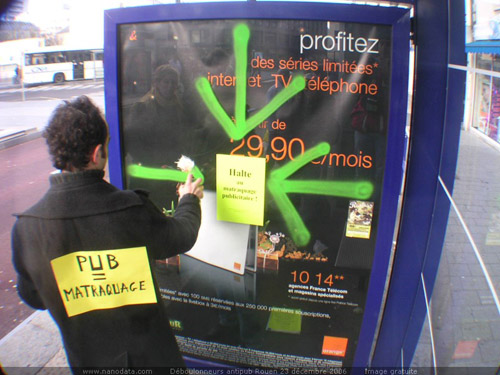 profitez
des séries limitées*
internet TV téléphone
de
29,90 €/mois
Halte
au
matraquage
publicitaire !
PUB
=
MATRAQUAGE
10 14**
agences France Télécom
et magasins spécialisés
orange
www.nanodata.com Déboulonneurs antipub Rouen 23 décembre 2006 Image gratuite